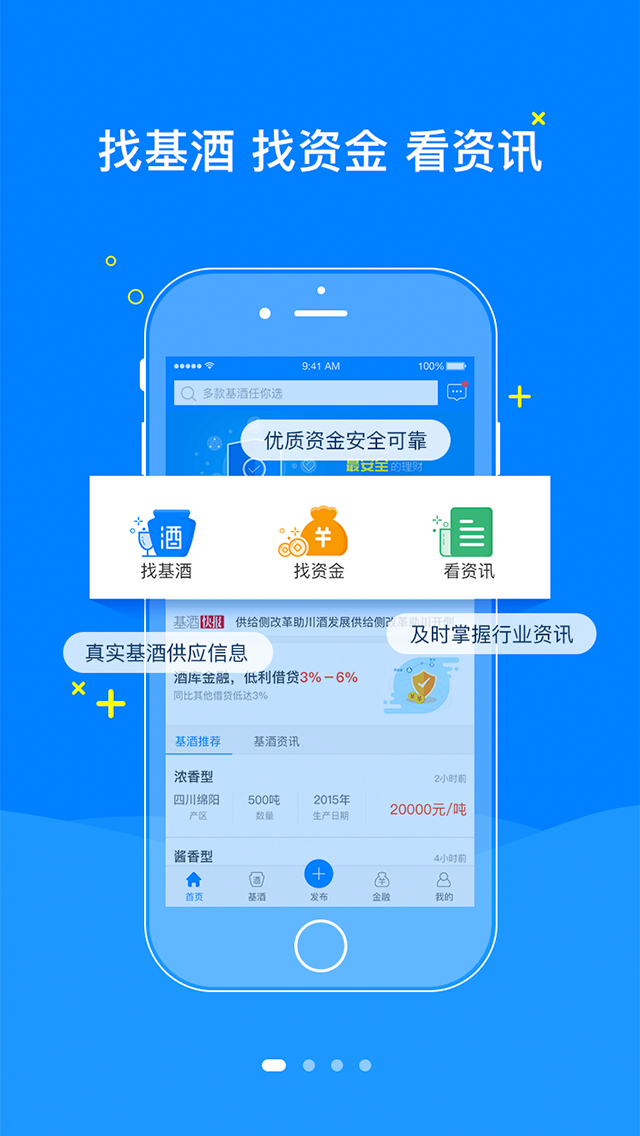 找基酒 找资金 看资讯
9:41 AM
100%
多款基酒任你选
优质资金安全可靠
最安全的理财
酒
找基酒
找资金
看资讯
基酒快报
供给侧改革助川酒发展供给侧改革助川开侧
及时掌握行业资讯
真实基酒供应信息
酒库金融，低利借贷3%－6%
同比其他借贷低达3%
基酒推荐
基酒资讯
浓香型
2小时前
四川绵阳
500吨
2015年
20000元/吨
产区
数量
生产日期
酱香型
4小时前
首页
基酒
发布
金融
我的